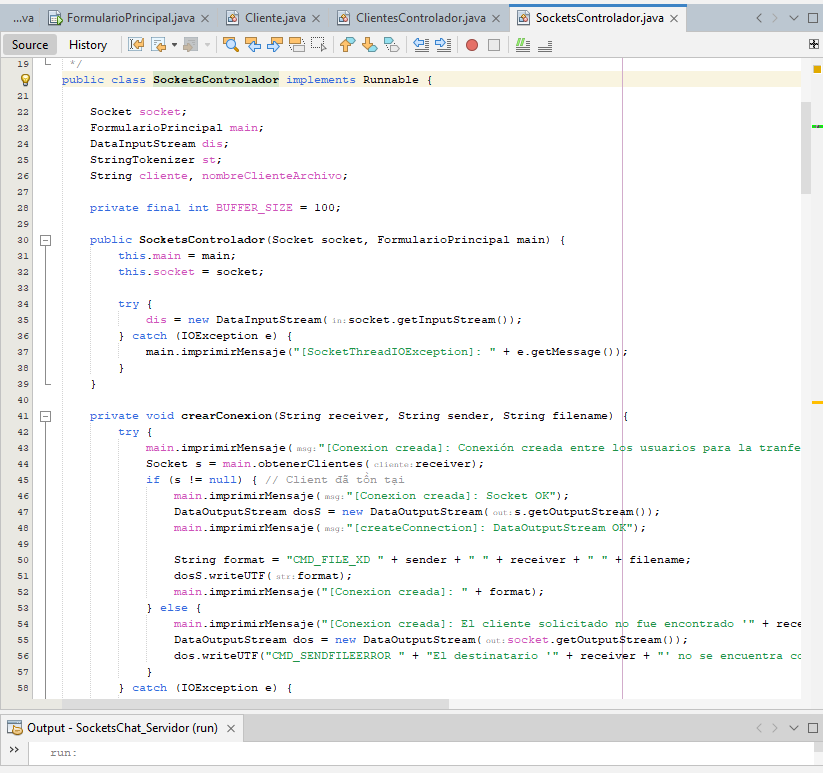 ...va FormularioPrincipal.java Cliente.java ClientesControlador.java SocketsControlador.java
Source History
19 */
20 public class SocketsControlador implements Runnable {
21
22 Socket socket;
23 FormularioPrincipal main;
24 DataInputStream dis;
25 StringTokenizer st;
26 String cliente, nombreClienteArchivo;
27
28 private final int BUFFER_SIZE = 100;
29
30 public SocketsControlador(Socket socket, FormularioPrincipal main) {
31 this.main = main;
32 this.socket = socket;
33
34 try {
35 dis = new DataInputStream( in: socket.getInputStream());
36 } catch (IOException e) {
37 main.imprimirMensaje("[SocketThreadIOException]: " + e.getMessage());
38 }
39 }
40
41 private void crearConexion(String receiver, String sender, String filename) {
42 try {
43 main.imprimirMensaje( msg: "[Conexion creada]: Conexión creada entre los usuarios para la tranfe
44 Socket s = main.obtenerClientes( cliente: receiver);
45 if (s != null) { // Client đã tồn tại
46 main.imprimirMensaje( msg: "[Conexion creada]: Socket OK");
47 DataOutputStream dosS = new DataOutputStream( out: s.getOutputStream());
48 main.imprimirMensaje( msg: "[createConnection]: DataOutputStream OK");
49
50 String format = "CMD_FILE_XD " + sender + " " + receiver + " " + filename;
51 dosS.writeUTF( str: format);
52 main.imprimirMensaje("[Conexion creada]: " + format);
53 } else {
54 main.imprimirMensaje("[Conexion creada]: El cliente solicitado no fue encontrado '" + rece
55 DataOutputStream dos = new DataOutputStream( out: socket.getOutputStream());
56 dos.writeUTF("CMD_SENDFILEERROR " + "El destinatario '" + receiver + "' no se encuentra co
57 }
58 } catch (IOException e) {
Output - SocketsChat_Servidor (run)
run: